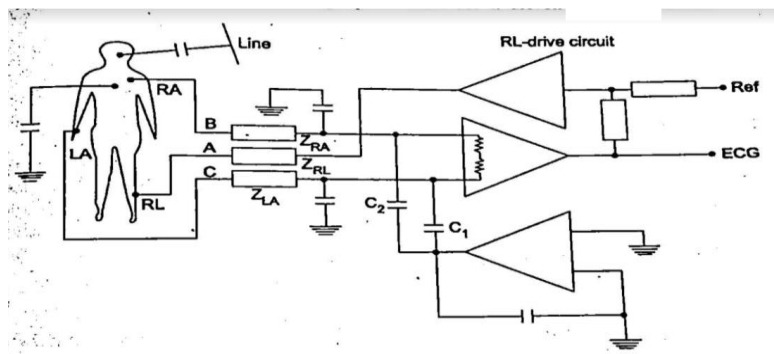 Line
RL-drive circuit
RA
Ref
B
Z_RA
LA
A
Z_RL
ECG
C
RL
Z_LA
C₂
C₁